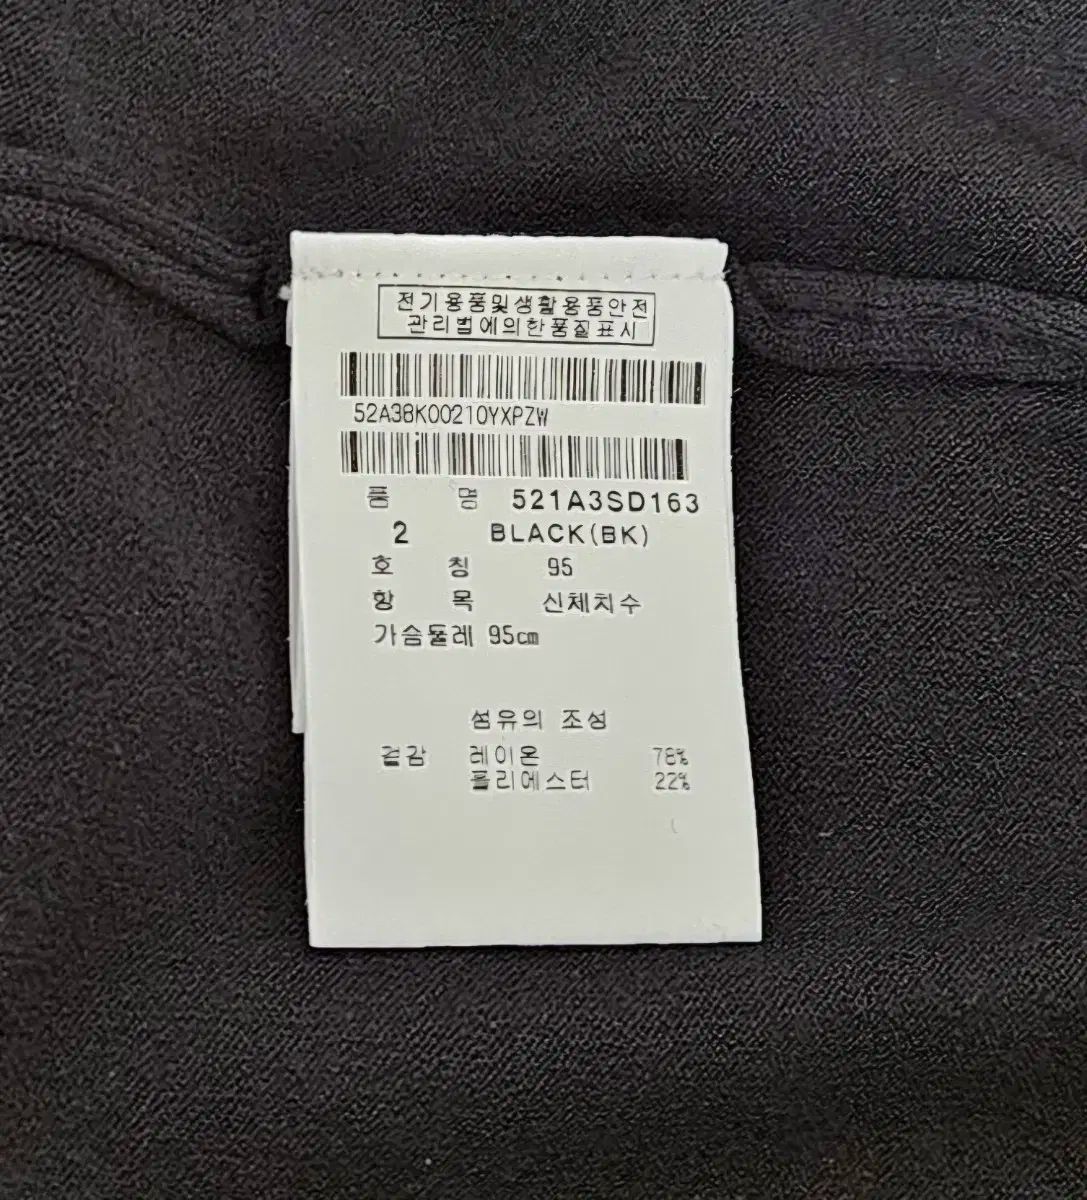 전기용품및생활용품안전
관리법에의한품질표시
52A3BK00210YXPZW
품 명 521A3SD163
2 BLACK(BK)
호 칭 95
항 목 신체치수
가슴둘레 95cm
섬유의 조성
겉감 레이온 78%
폴리에스터 22%